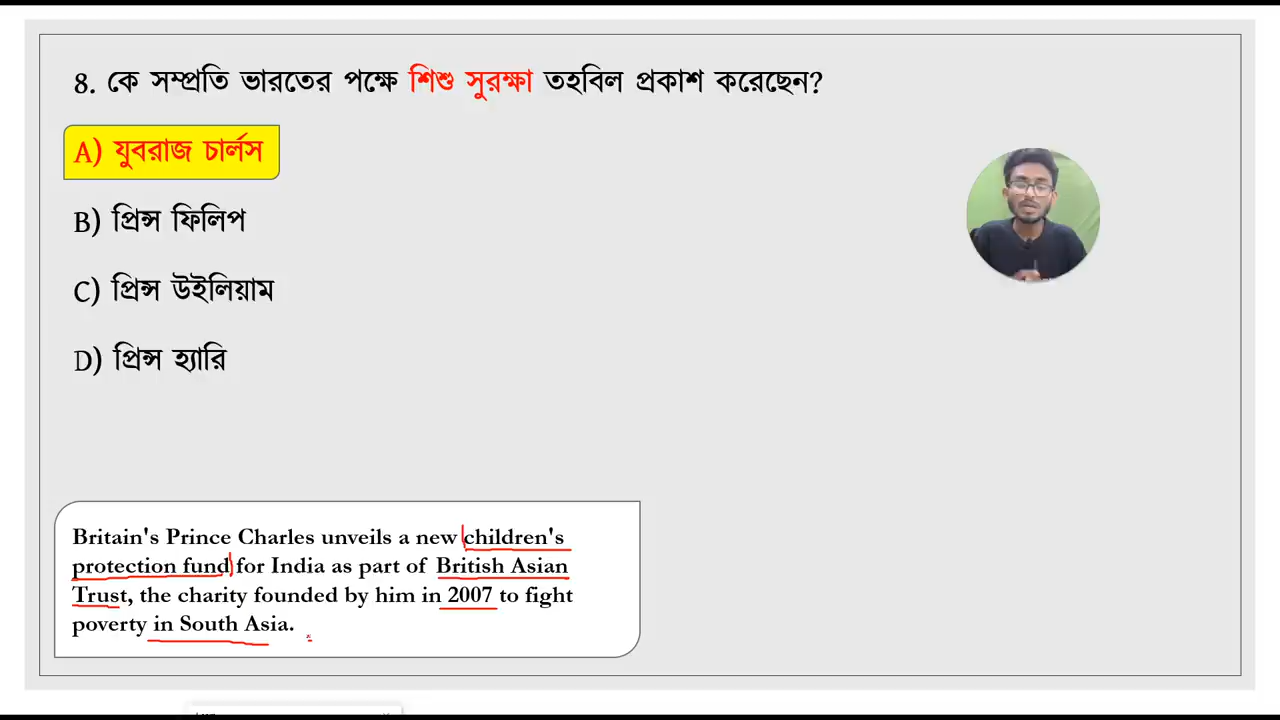 8. কে সম্প্রতি ভারতের পক্ষে শিশু সুরক্ষা তহবিল প্রকাশ করেছেন?
A) যুবরাজ চার্লস
B) প্রিন্স ফিলিপ
C) প্রিন্স উইলিয়াম
D) প্রিন্স হ্যারি
Britain's Prince Charles unveils a new children's
protection fund for India as part of British Asian
Trust, the charity founded by him in 2007 to fight
poverty in South Asia.